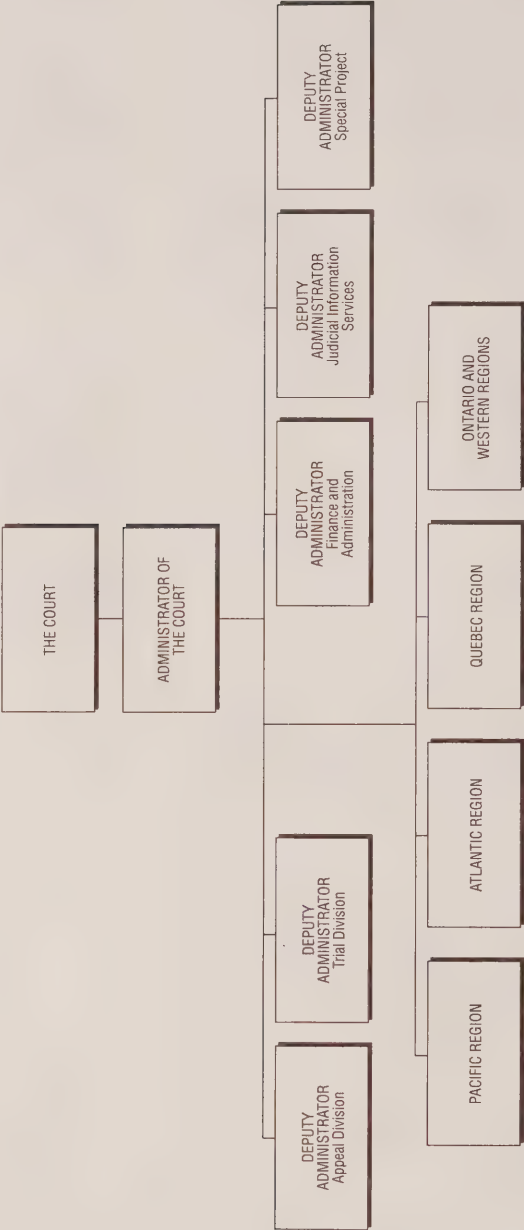 THE COURT
ADMINISTRATOR OF
THE COURT
DEPUTY
ADMINISTRATOR
Appeal Division
DEPUTY
ADMINISTRATOR
Trial Division
DEPUTY
ADMINISTRATOR
Finance and
Administration
DEPUTY
ADMINISTRATOR
Judicial Information
Services
DEPUTY
ADMINISTRATOR
Special Project
PACIFIC REGION
ATLANTIC REGION
QUEBEC REGION
ONTARIO AND
WESTERN REGIONS